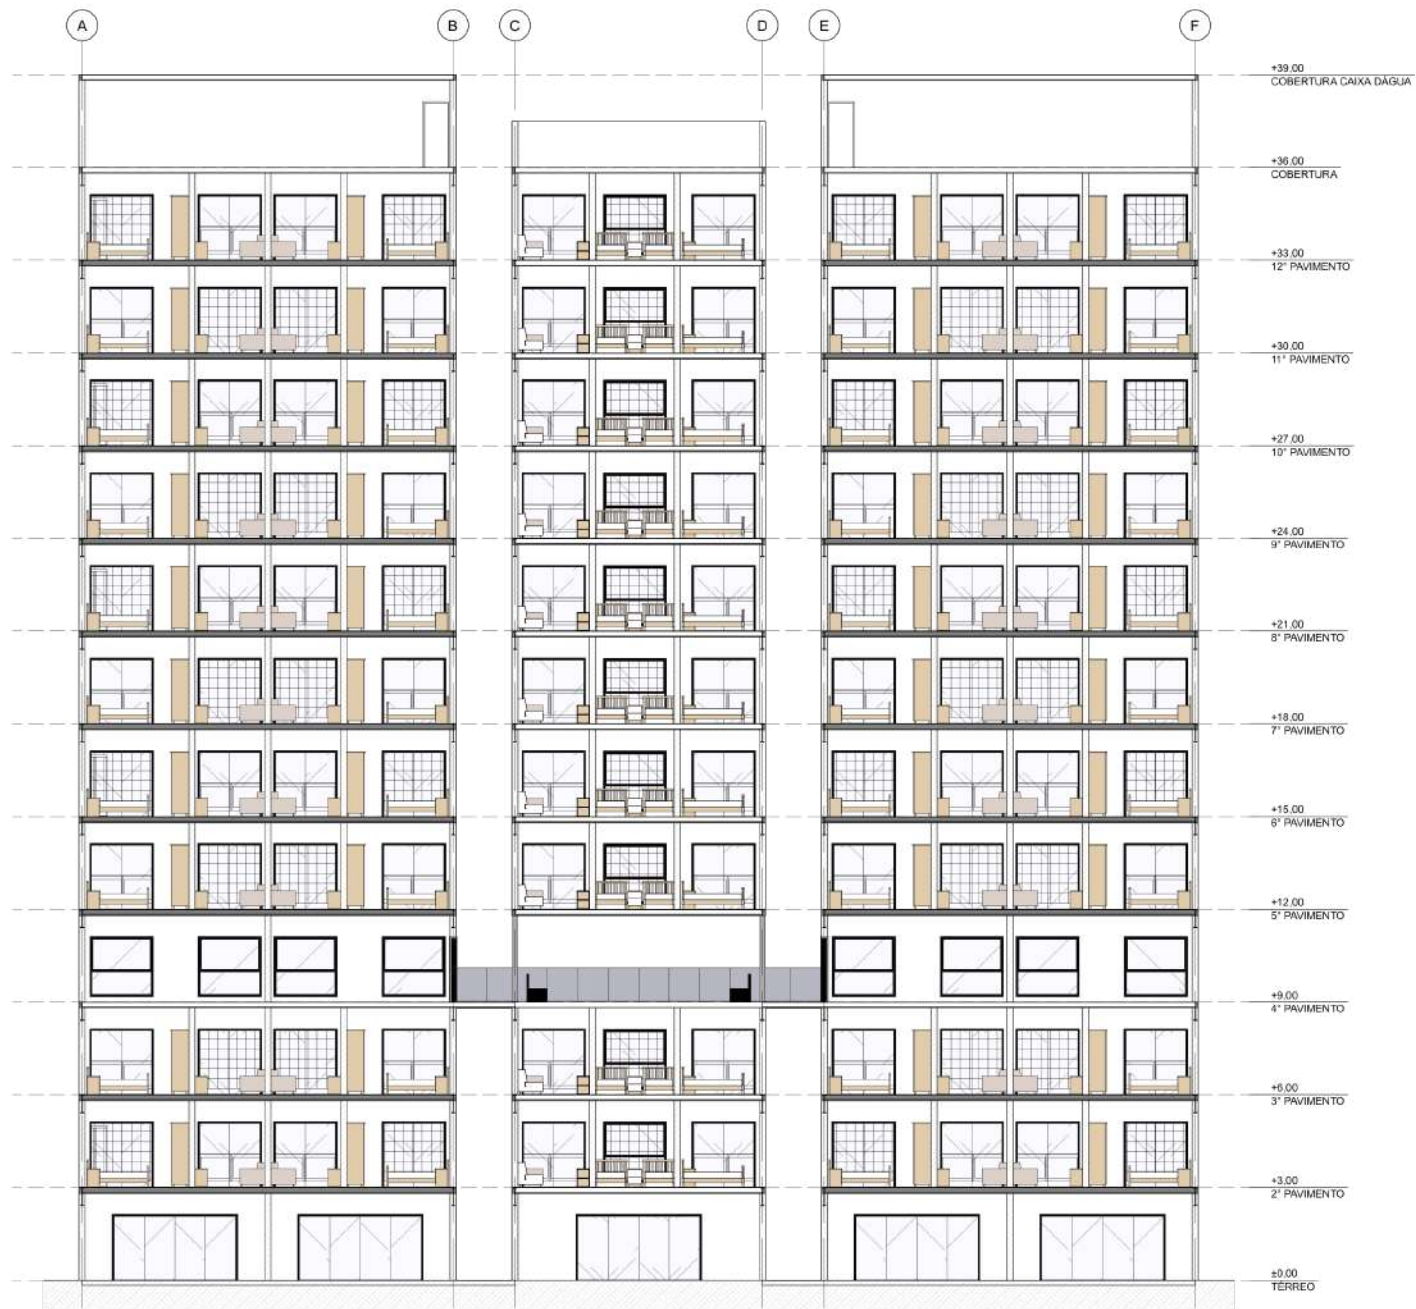 A B C D E F
+39.00
COBERTURA CAIXA DÁGUA
+36.00
COBERTURA
+33.00
12° PAVIMENTO
+30.00
11° PAVIMENTO
+27.00
10° PAVIMENTO
+24.00
9° PAVIMENTO
+21.00
8° PAVIMENTO
+18.00
7° PAVIMENTO
+15.00
6° PAVIMENTO
+12.00
5° PAVIMENTO
+9.00
4° PAVIMENTO
+6.00
3° PAVIMENTO
+3.00
2° PAVIMENTO
±0.00
TÉRREO